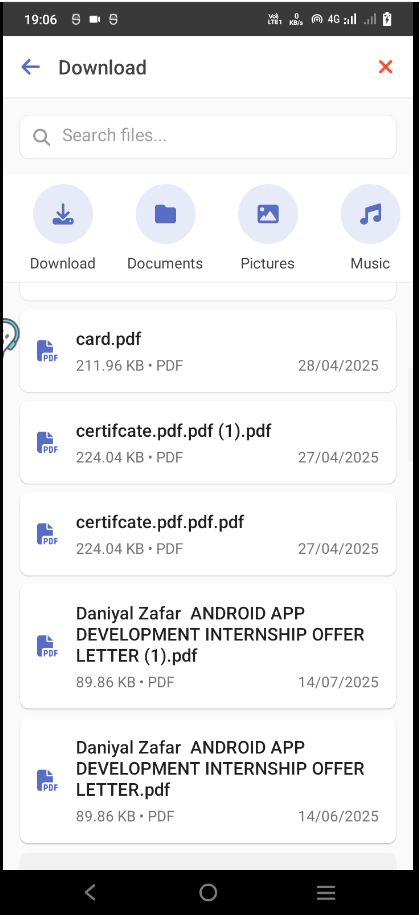 19:06 VoLTE1 0 KB/s 4G
Download
Search files...
Download Documents Pictures Music
card.pdf
PDF 211.96 KB • PDF 28/04/2025
certifcate.pdf.pdf (1).pdf
PDF 224.04 KB • PDF 27/04/2025
certifcate.pdf.pdf.pdf
PDF 224.04 KB • PDF 27/04/2025
Daniyal Zafar ANDROID APP
DEVELOPMENT INTERNSHIP OFFER
PDF LETTER (1).pdf
89.86 KB • PDF 14/07/2025
Daniyal Zafar ANDROID APP
DEVELOPMENT INTERNSHIP OFFER
PDF LETTER.pdf
89.86 KB • PDF 14/06/2025